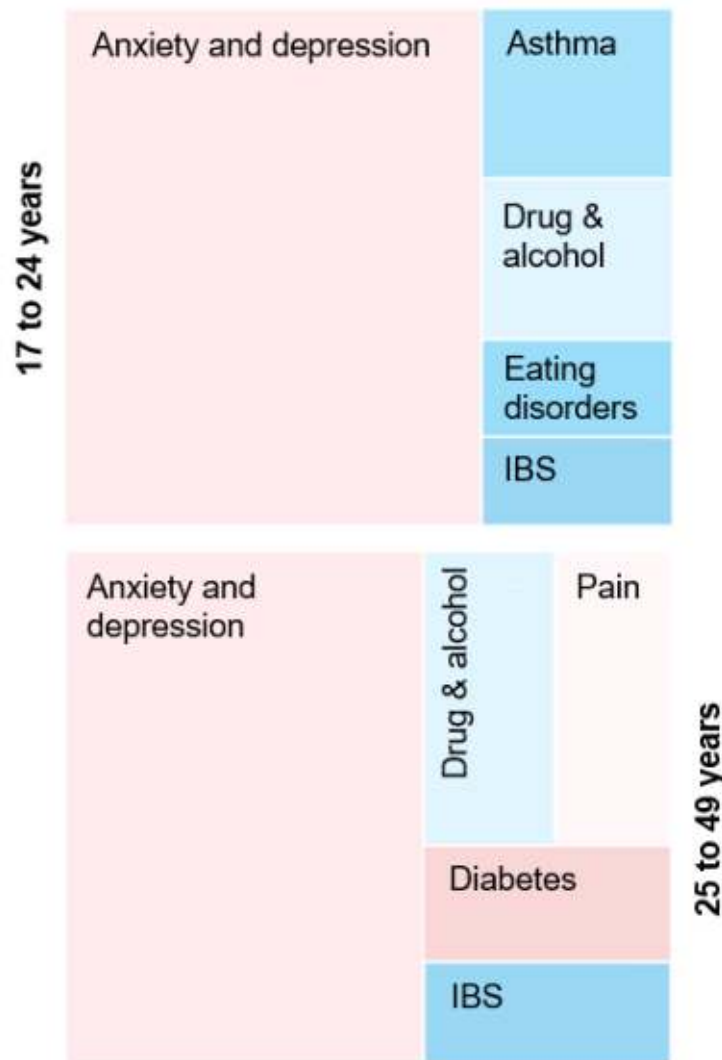 17 to 24 years
Anxiety and depression
Asthma
Drug &
alcohol
Eating
disorders
IBS
Anxiety and
depression
Drug & alcohol
Pain
Diabetes
IBS
25 to 49 years